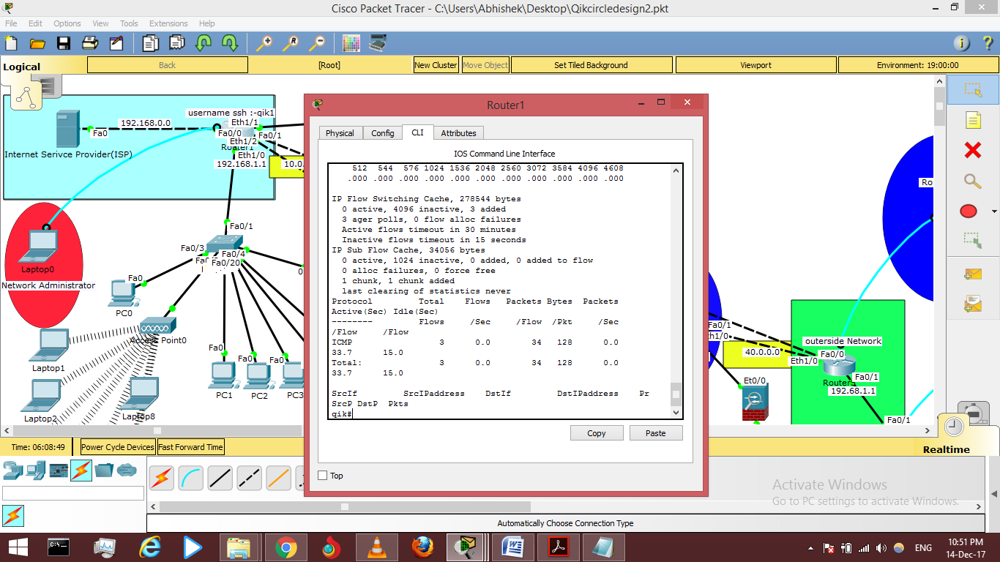 Cisco Packet Tracer - C:\Users\Abhishek\Desktop\Qikcircledesign2.pkt
File Edit Options View Tools Extensions Help
Logical Back [Root] New Cluster Move Object Set Tiled Background Viewport Environment: 19:00:00
username ssh :-qik1
Eth1/1
192.168.0.0
Fa0
Fa0/0
Fa0/1
Eth1/2
Router1
Internet Serivce Provider(ISP)
Eth1/0
192.168.1.1
10.0.
Fa0/1
Fa0/3
Fa0/4
Fa0/20
Laptop0
Network Administrator
Fa0
PC0
Access Point0
Laptop1
Fa0
Fa0
Fa0
PC1
PC2
PC3
Laptop2
Laptop8
Router1
Physical Config CLI Attributes
IOS Command Line Interface
512 544 576 1024 1536 2048 2560 3072 3584 4096 4608
.000 .000 .000 .000 .000 .000 .000 .000 .000 .000 .000
IP Flow Switching Cache, 278544 bytes
0 active, 4096 inactive, 3 added
3 ager polls, 0 flow alloc failures
Active flows timeout in 30 minutes
Inactive flows timeout in 15 seconds
IP Sub Flow Cache, 34056 bytes
0 active, 1024 inactive, 0 added, 0 added to flow
0 alloc failures, 0 force free
1 chunk, 1 chunk added
last clearing of statistics never
Protocol Total Flows Packets Bytes Packets
Active(Sec) Idle(Sec)
-------- Flows /Sec /Flow /Pkt /Sec
/Flow /Flow
ICMP 3 0.0 34 128 0.0
33.7 15.0
Total: 3 0.0 34 128 0.0
33.7 15.0
SrcIf SrcIPaddress DstIf DstIPaddress Pr
SrcP DstP Pkts
qik#
Copy Paste
Top
Ro
Fa0/1
th1/0
outerside Network
40.0.0.0
Fa0/0
Eth1/0
Fa0/1
192.68.1.1
Et0/0
Fa0/1
Time: 06:08:49 Power Cycle Devices Fast Forward Time
Realtime
Activate Windows
Go to PC settings to activate Windows.
Automatically Choose Connection Type
ENG
10:51 PM
14-Dec-17